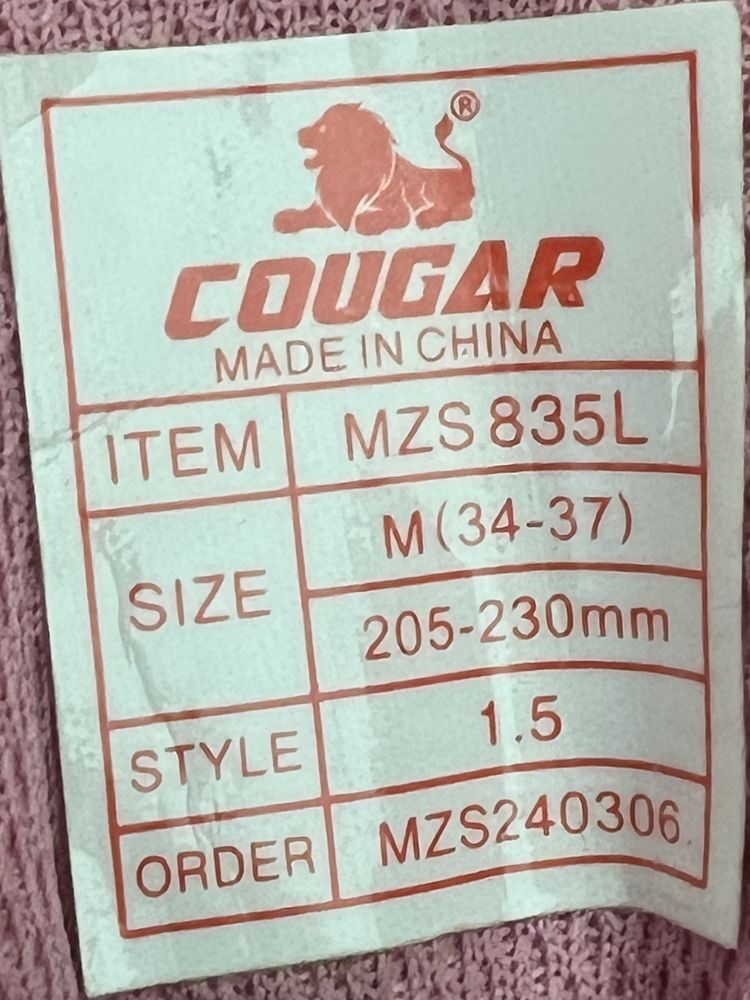 ®
COUGAR
MADE IN CHINA
ITEM MZS 835L
SIZE M(34-37)
205-230mm
STYLE 1.5
ORDER MZS240306